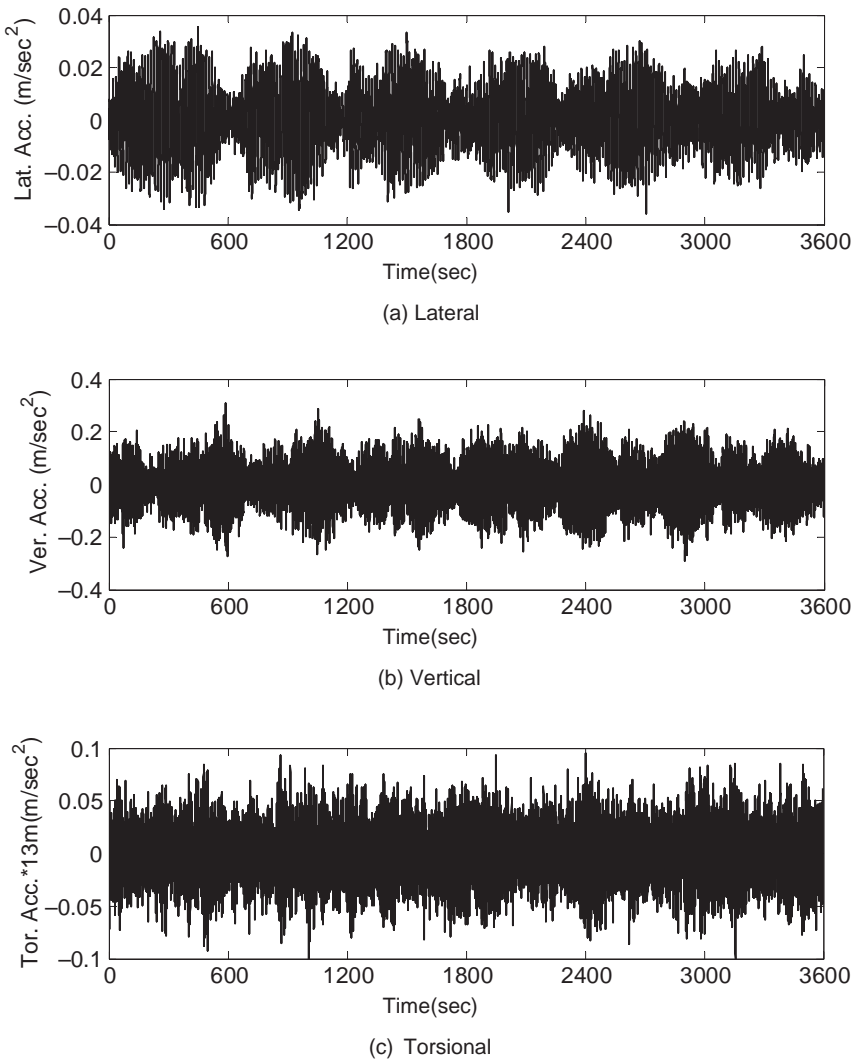 0.04
0.02
0
−0.02
−0.04
Lat. Acc. (m/sec²)
0 600 1200 1800 2400 3000 3600
Time(sec)
(a) Lateral
0.4
0.2
0
−0.2
−0.4
Ver. Acc. (m/sec²)
0 600 1200 1800 2400 3000 3600
Time(sec)
(b) Vertical
0.1
0.05
0
−0.05
−0.1
Tor. Acc.*13m(m/sec²)
0 600 1200 1800 2400 3000 3600
Time(sec)
(c) Torsional